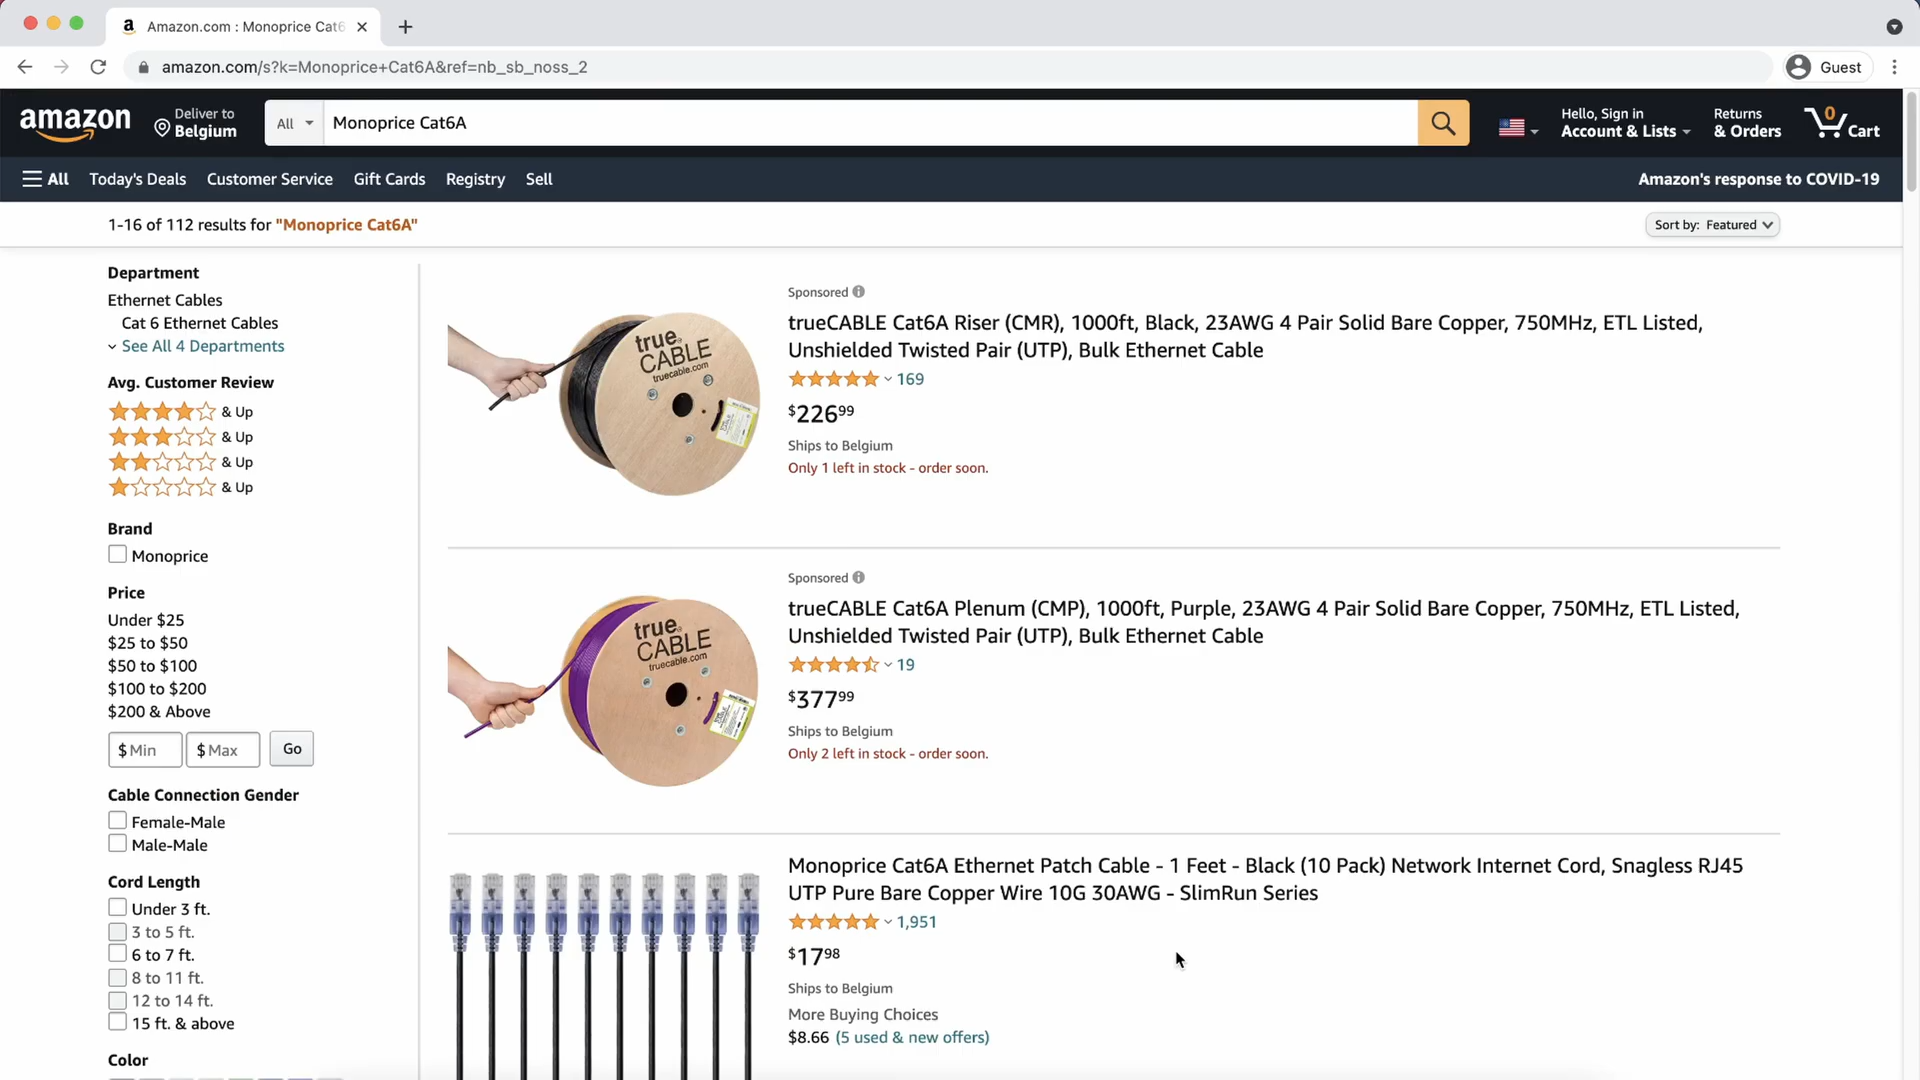 Amazon.com : Monoprice Cat6
amazon.com/s?k=Monoprice+Cat6A&ref=nb_sb_noss_2
Guest
amazon
Deliver to
Belgium
All
Monoprice Cat6A
Hello, Sign in
Account & Lists
Returns
& Orders
0
Cart
All
Today's Deals
Customer Service
Gift Cards
Registry
Sell
Amazon's response to COVID-19
1-16 of 112 results for "Monoprice Cat6A"
Sort by: Featured
Department
Ethernet Cables
Cat 6 Ethernet Cables
See All 4 Departments
Avg. Customer Review
& Up
& Up
& Up
& Up
Brand
Monoprice
Price
Under $25
$25 to $50
$50 to $100
$100 to $200
$200 & Above
$ Min
$ Max
Go
Cable Connection Gender
Female-Male
Male-Male
Cord Length
Under 3 ft.
3 to 5 ft.
6 to 7 ft.
8 to 11 ft.
12 to 14 ft.
15 ft. & above
Color
true
CABLE
truecable.com
Sponsored
trueCABLE Cat6A Riser (CMR), 1000ft, Black, 23AWG 4 Pair Solid Bare Copper, 750MHz, ETL Listed,
Unshielded Twisted Pair (UTP), Bulk Ethernet Cable
169
$226 99
Ships to Belgium
Only 1 left in stock - order soon.
true
CABLE
truecable.com
Sponsored
trueCABLE Cat6A Plenum (CMP), 1000ft, Purple, 23AWG 4 Pair Solid Bare Copper, 750MHz, ETL Listed,
Unshielded Twisted Pair (UTP), Bulk Ethernet Cable
19
$377 99
Ships to Belgium
Only 2 left in stock - order soon.
Monoprice Cat6A Ethernet Patch Cable - 1 Feet - Black (10 Pack) Network Internet Cord, Snagless RJ45
UTP Pure Bare Copper Wire 10G 30AWG - SlimRun Series
1,951
$17 98
Ships to Belgium
More Buying Choices
$8.66 (5 used & new offers)